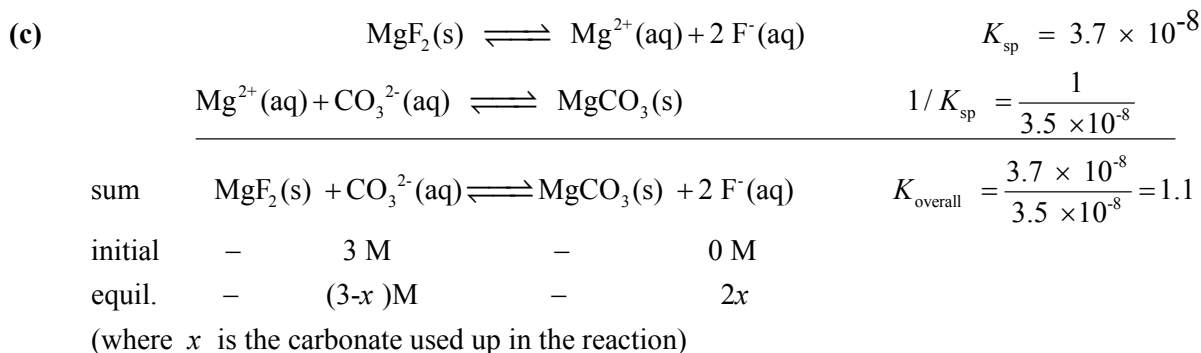 (c) MgF₂(s) ⇌ Mg²⁺(aq) + 2 F⁻(aq) K_sp = 3.7 × 10⁻⁸
Mg²⁺(aq) + CO₃²⁻(aq) ⇌ MgCO₃(s) 1/ K_sp = 1 / (3.5 × 10⁻⁸)
sum MgF₂(s) + CO₃²⁻(aq) ⇌ MgCO₃(s) + 2 F⁻(aq) K_overall = (3.7 × 10⁻⁸) / (3.5 × 10⁻⁸) = 1.1
initial – 3 M – 0 M
equil. – (3-x )M – 2x
(where x is the carbonate used up in the reaction)